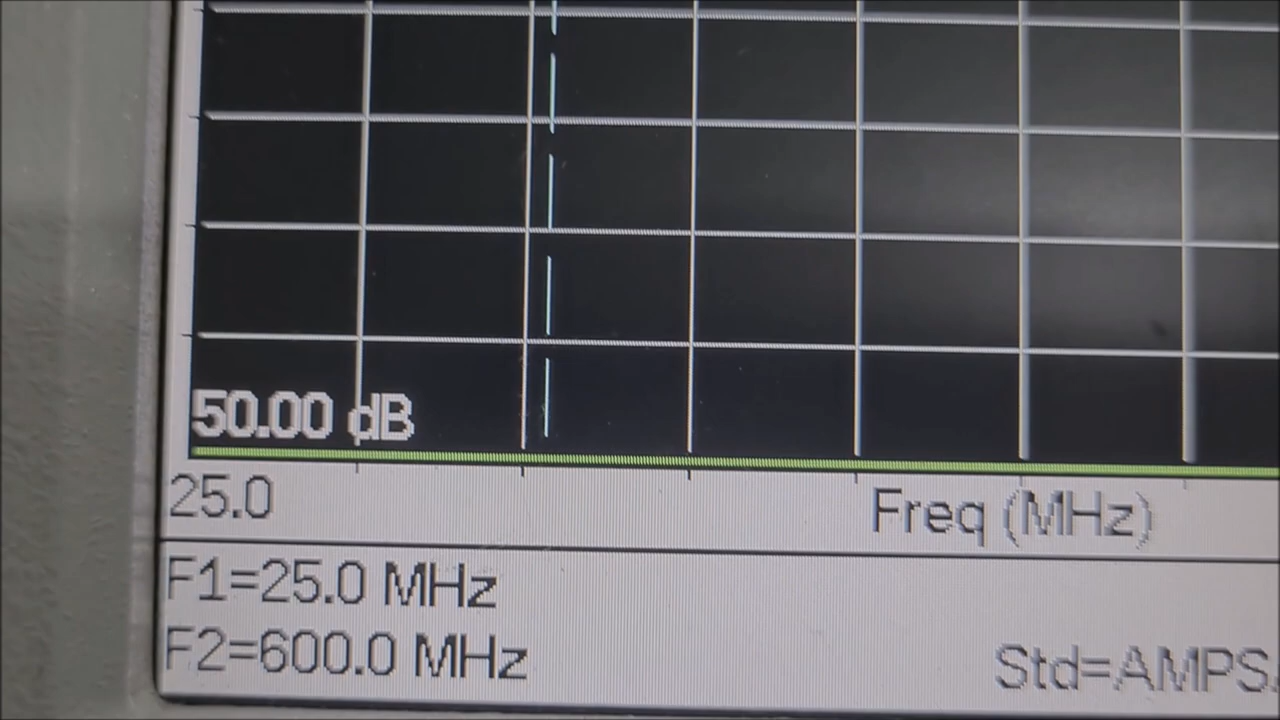 50.00 dB
25.0
Freq (MHz)
F1=25.0 MHz
F2=600.0 MHz
Std=AMPS.